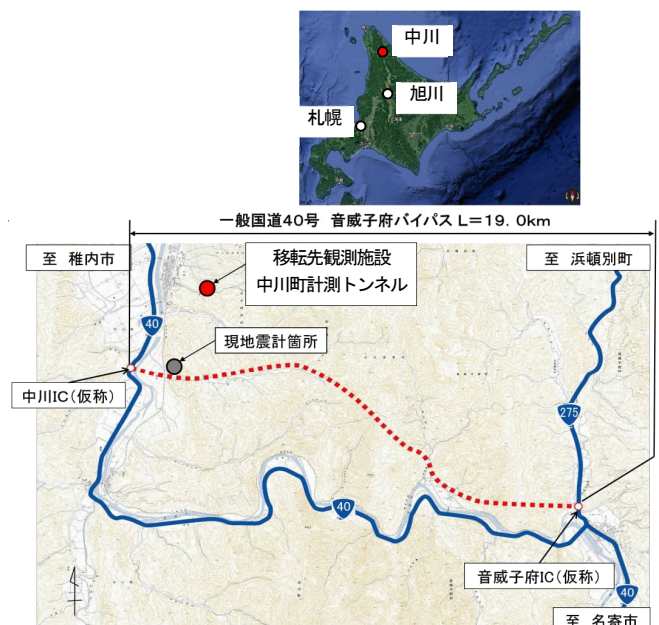 中川
旭川
札幌
一般国道40号 音威子府バイパス L=19.0km
至 稚内市
移転先観測施設
中川町計測トンネル
至 浜頓別町
40
現地震計箇所
中川IC(仮称)
275
40
音威子府IC(仮称)
40
至 名寄市